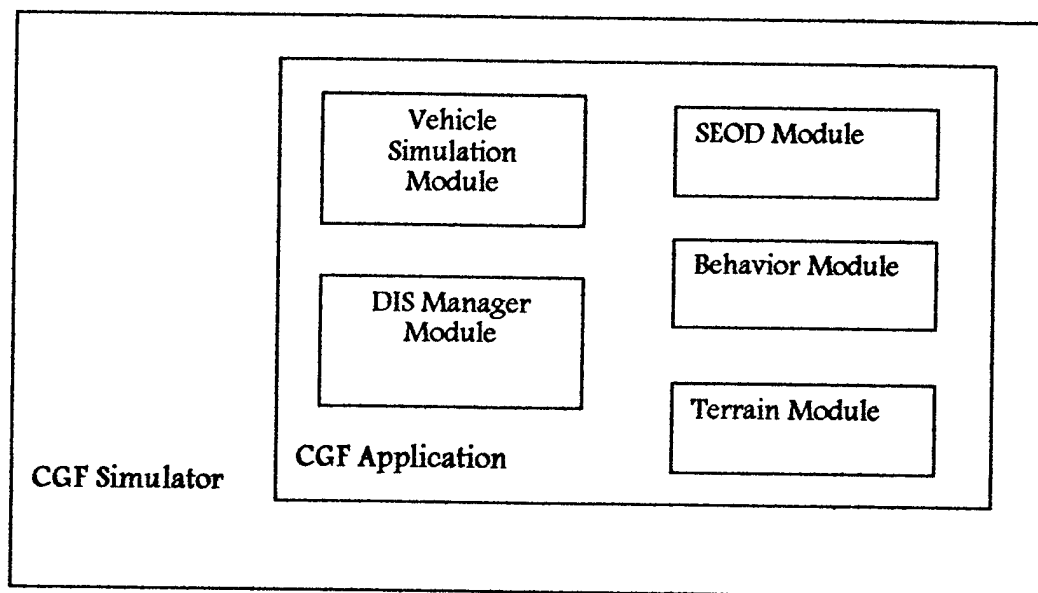 Vehicle
Simulation
Module
SEOD Module
DIS Manager
Module
Behavior Module
Terrain Module
CGF Application
CGF Simulator